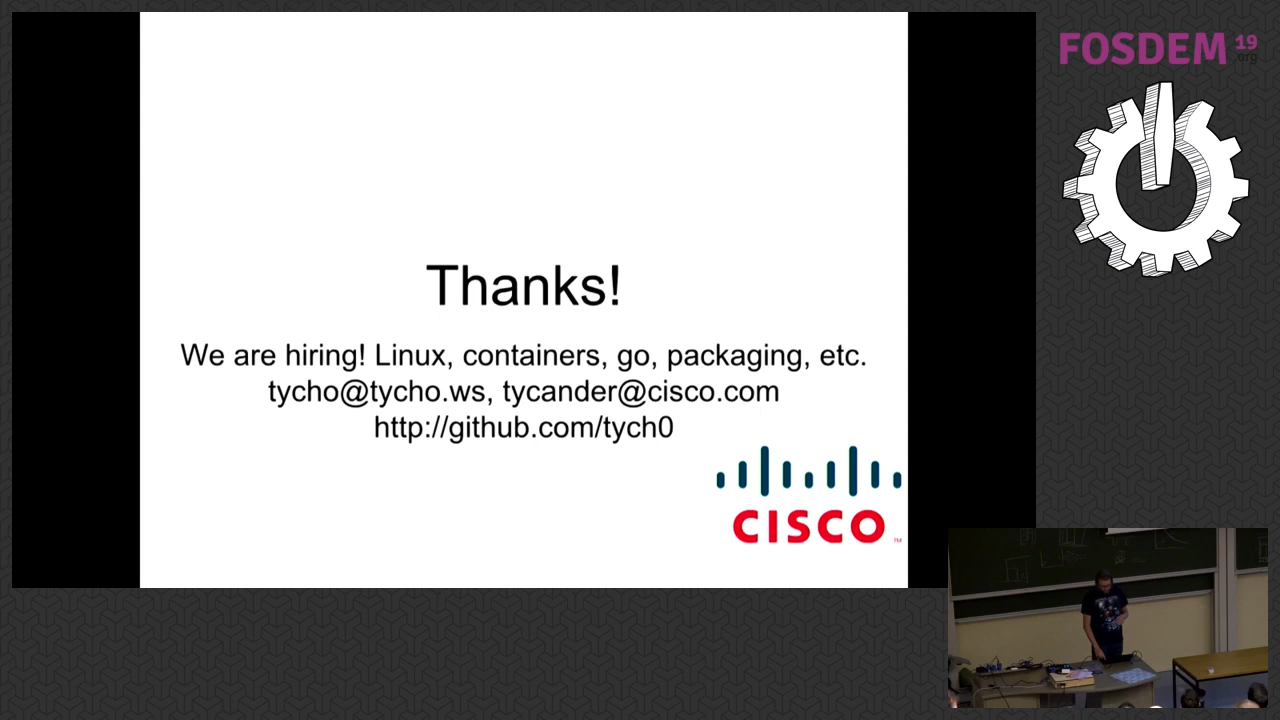 Thanks!
We are hiring! Linux, containers, go, packaging, etc.
tycho@tycho.ws, tycander@cisco.com
http://github.com/tych0
CISCO
TM
FOSDEM 19
.org